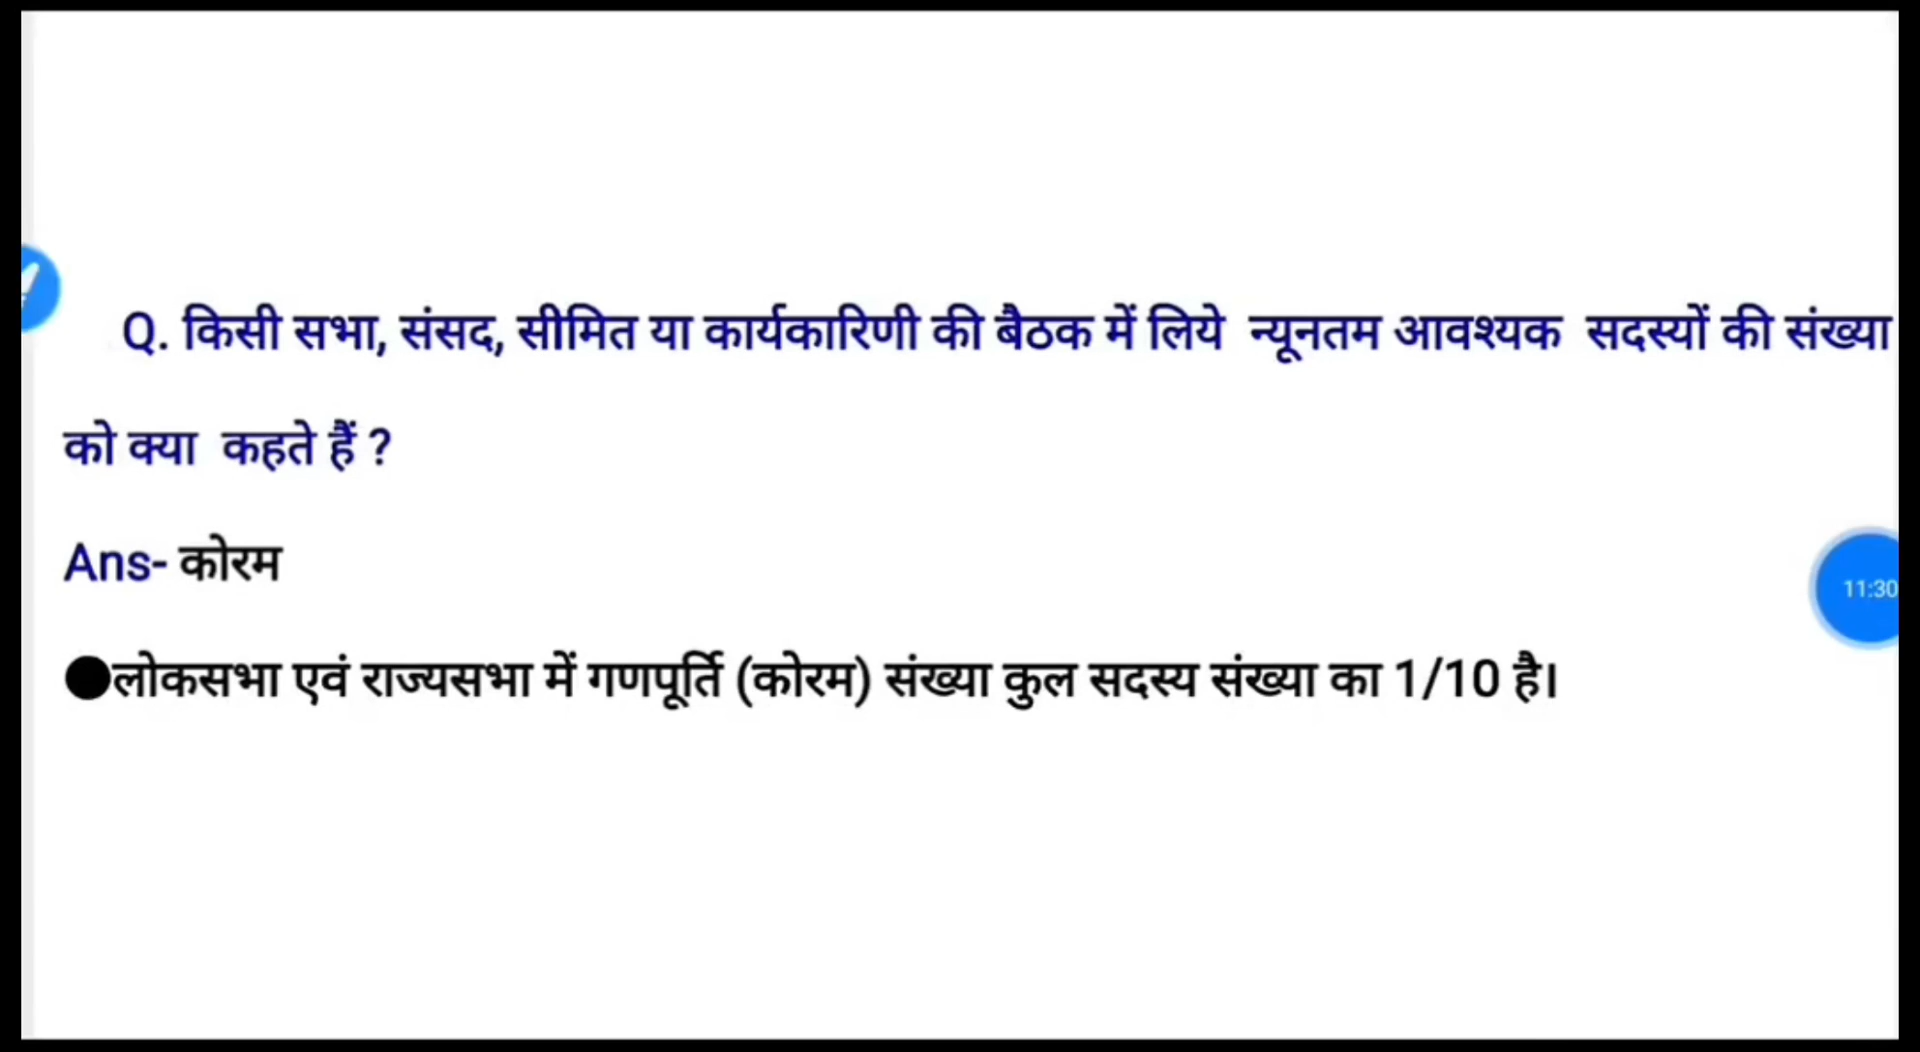 Q. किसी सभा, संसद, सीमित या कार्यकारिणी की बैठक में लिये न्यूनतम आवश्यक सदस्यों की संख्या
को क्या कहते हैं ?
Ans- कोरम
11:30
●लोकसभा एवं राज्यसभा में गणपूर्ति (कोरम) संख्या कुल सदस्य संख्या का 1/10 है।